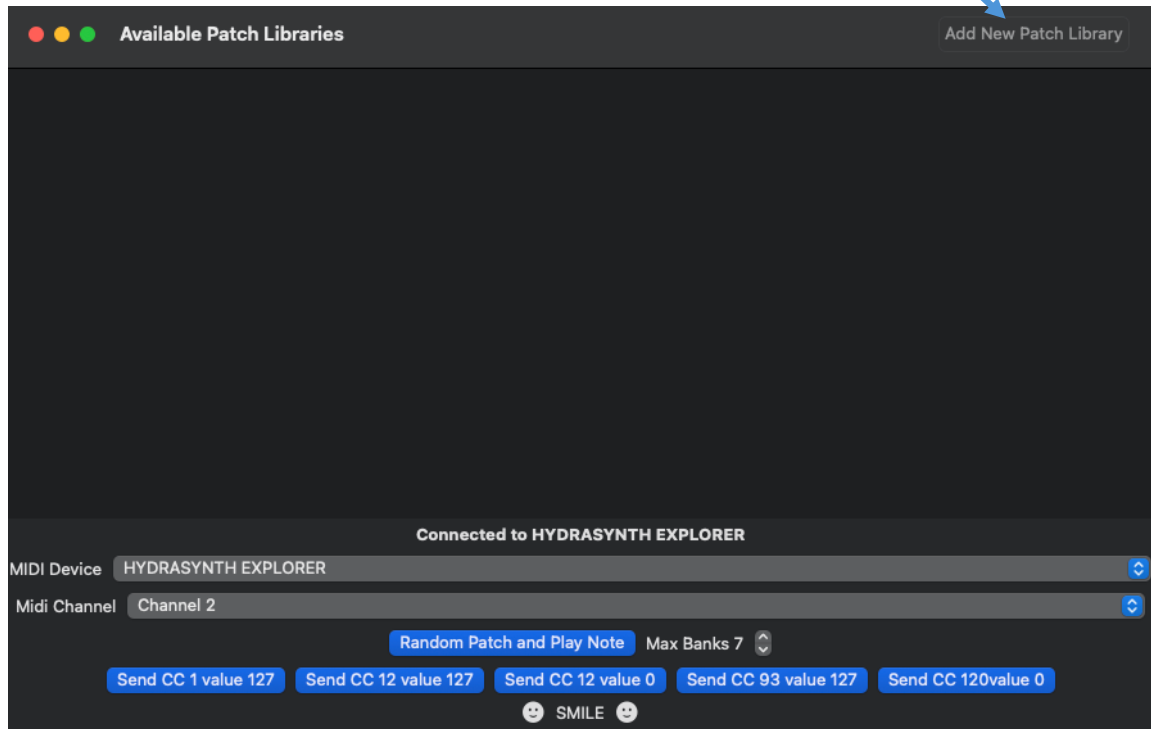 Available Patch Libraries
Add New Patch Library
Connected to HYDRASYNTH EXPLORER
MIDI Device HYDRASYNTH EXPLORER
Midi Channel Channel 2
Random Patch and Play Note Max Banks 7
Send CC 1 value 127 Send CC 12 value 127 Send CC 12 value 0 Send CC 93 value 127 Send CC 120value 0
SMILE